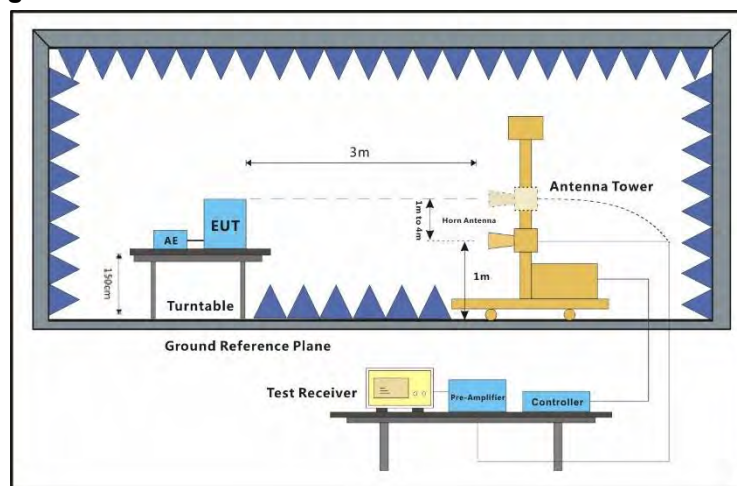 3m
Antenna Tower
1m to 4m
Horn Antenna
EUT
AE
150cm
1m
Turntable
Ground Reference Plane
Test Receiver
Pre-Amplifier
Controller